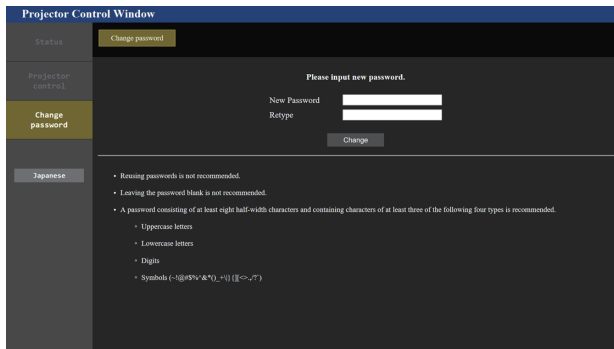 Projector Control Window
Status
Change password
Projector
control
Change
password
Japanese
Please input new password.
New Password
Retype
Change
• Reusing passwords is not recommended.
• Leaving the password blank is not recommended.
• A password consisting of at least eight half-width characters and containing characters of at least three of the following four types is recommended.
◦ Uppercase letters
◦ Lowercase letters
◦ Digits
◦ Symbols (~!@#$%^&*()_+\|}{][<>.,/?`)